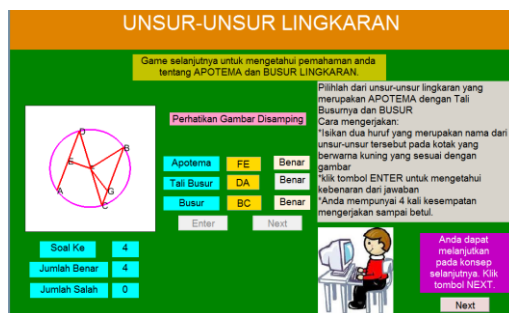 UNSUR-UNSUR LINGKARAN
Game selanjutnya untuk mengetahui pemahaman anda
tentang APOTEMA dan BUSUR LINGKARAN.
Perhatikan Gambar Disamping
D
B
E
A
G
C
Apotema FE Benar
Tali Busur DA Benar
Busur BC Benar
Enter Next
Soal Ke 4
Jumlah Benar 4
Jumlah Salah 0
Pilihlah dari unsur-unsur lingkaran yang
merupakan APOTEMA dengan Tali
Busurnya dan BUSUR
Cara mengerjakan:
*Isikan dua huruf yang merupakan nama dari
unsur-unsur tersebut pada kotak yang
berwarna kuning yang sesuai dengan
gambar
*klik tombol ENTER untuk mengetahui
kebenaran dari jawaban
*Anda mempunyai 4 kali kesempatan
mengerjakan sampai betul.
Anda dapat
melanjutkan
pada konsep
selanjutnya. Klik
tombol NEXT.
Next